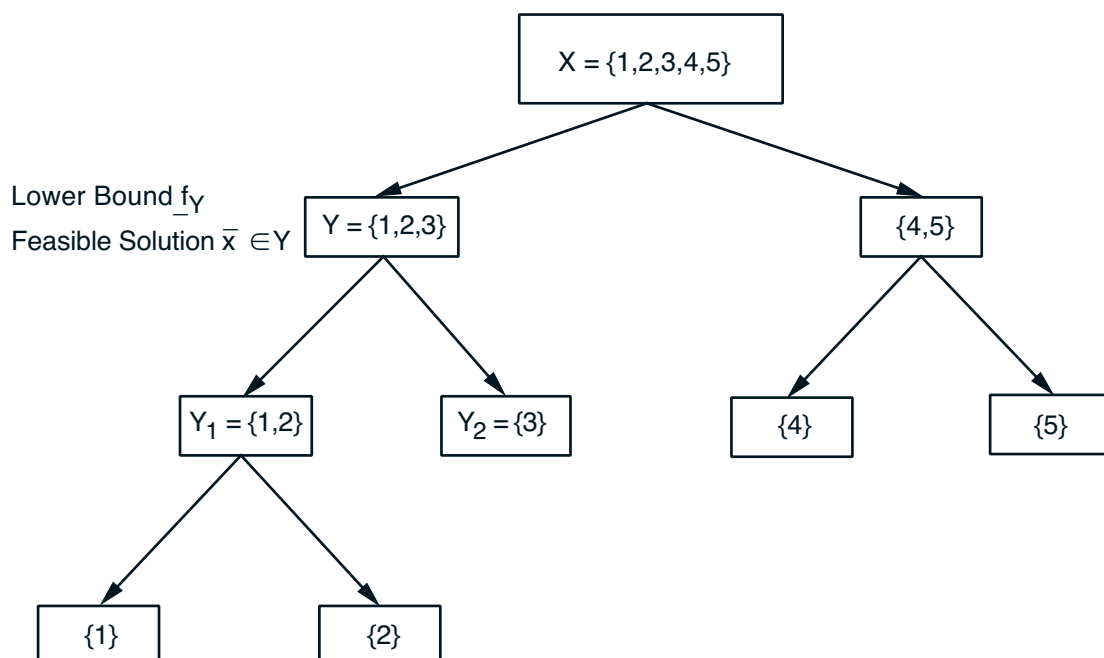 X = {1,2,3,4,5}
Lower Bound f_Y
Feasible Solution x̅ ∈ Y
Y = {1,2,3}
{4,5}
Y₁ = {1,2}
Y₂ = {3}
{4}
{5}
{1}
{2}